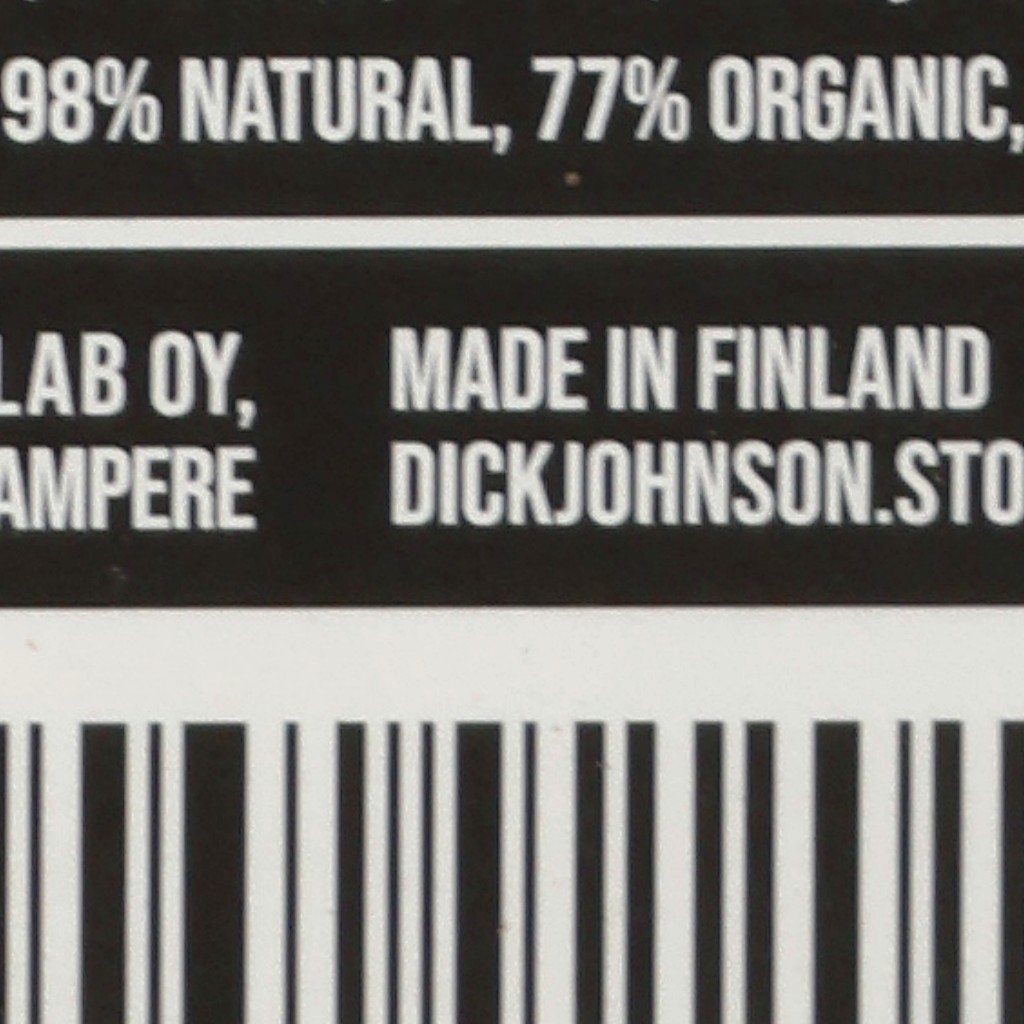 98% NATURAL, 77% ORGANIC,
LAB OY,
AMPERE
MADE IN FINLAND
DICKJOHNSON.STO